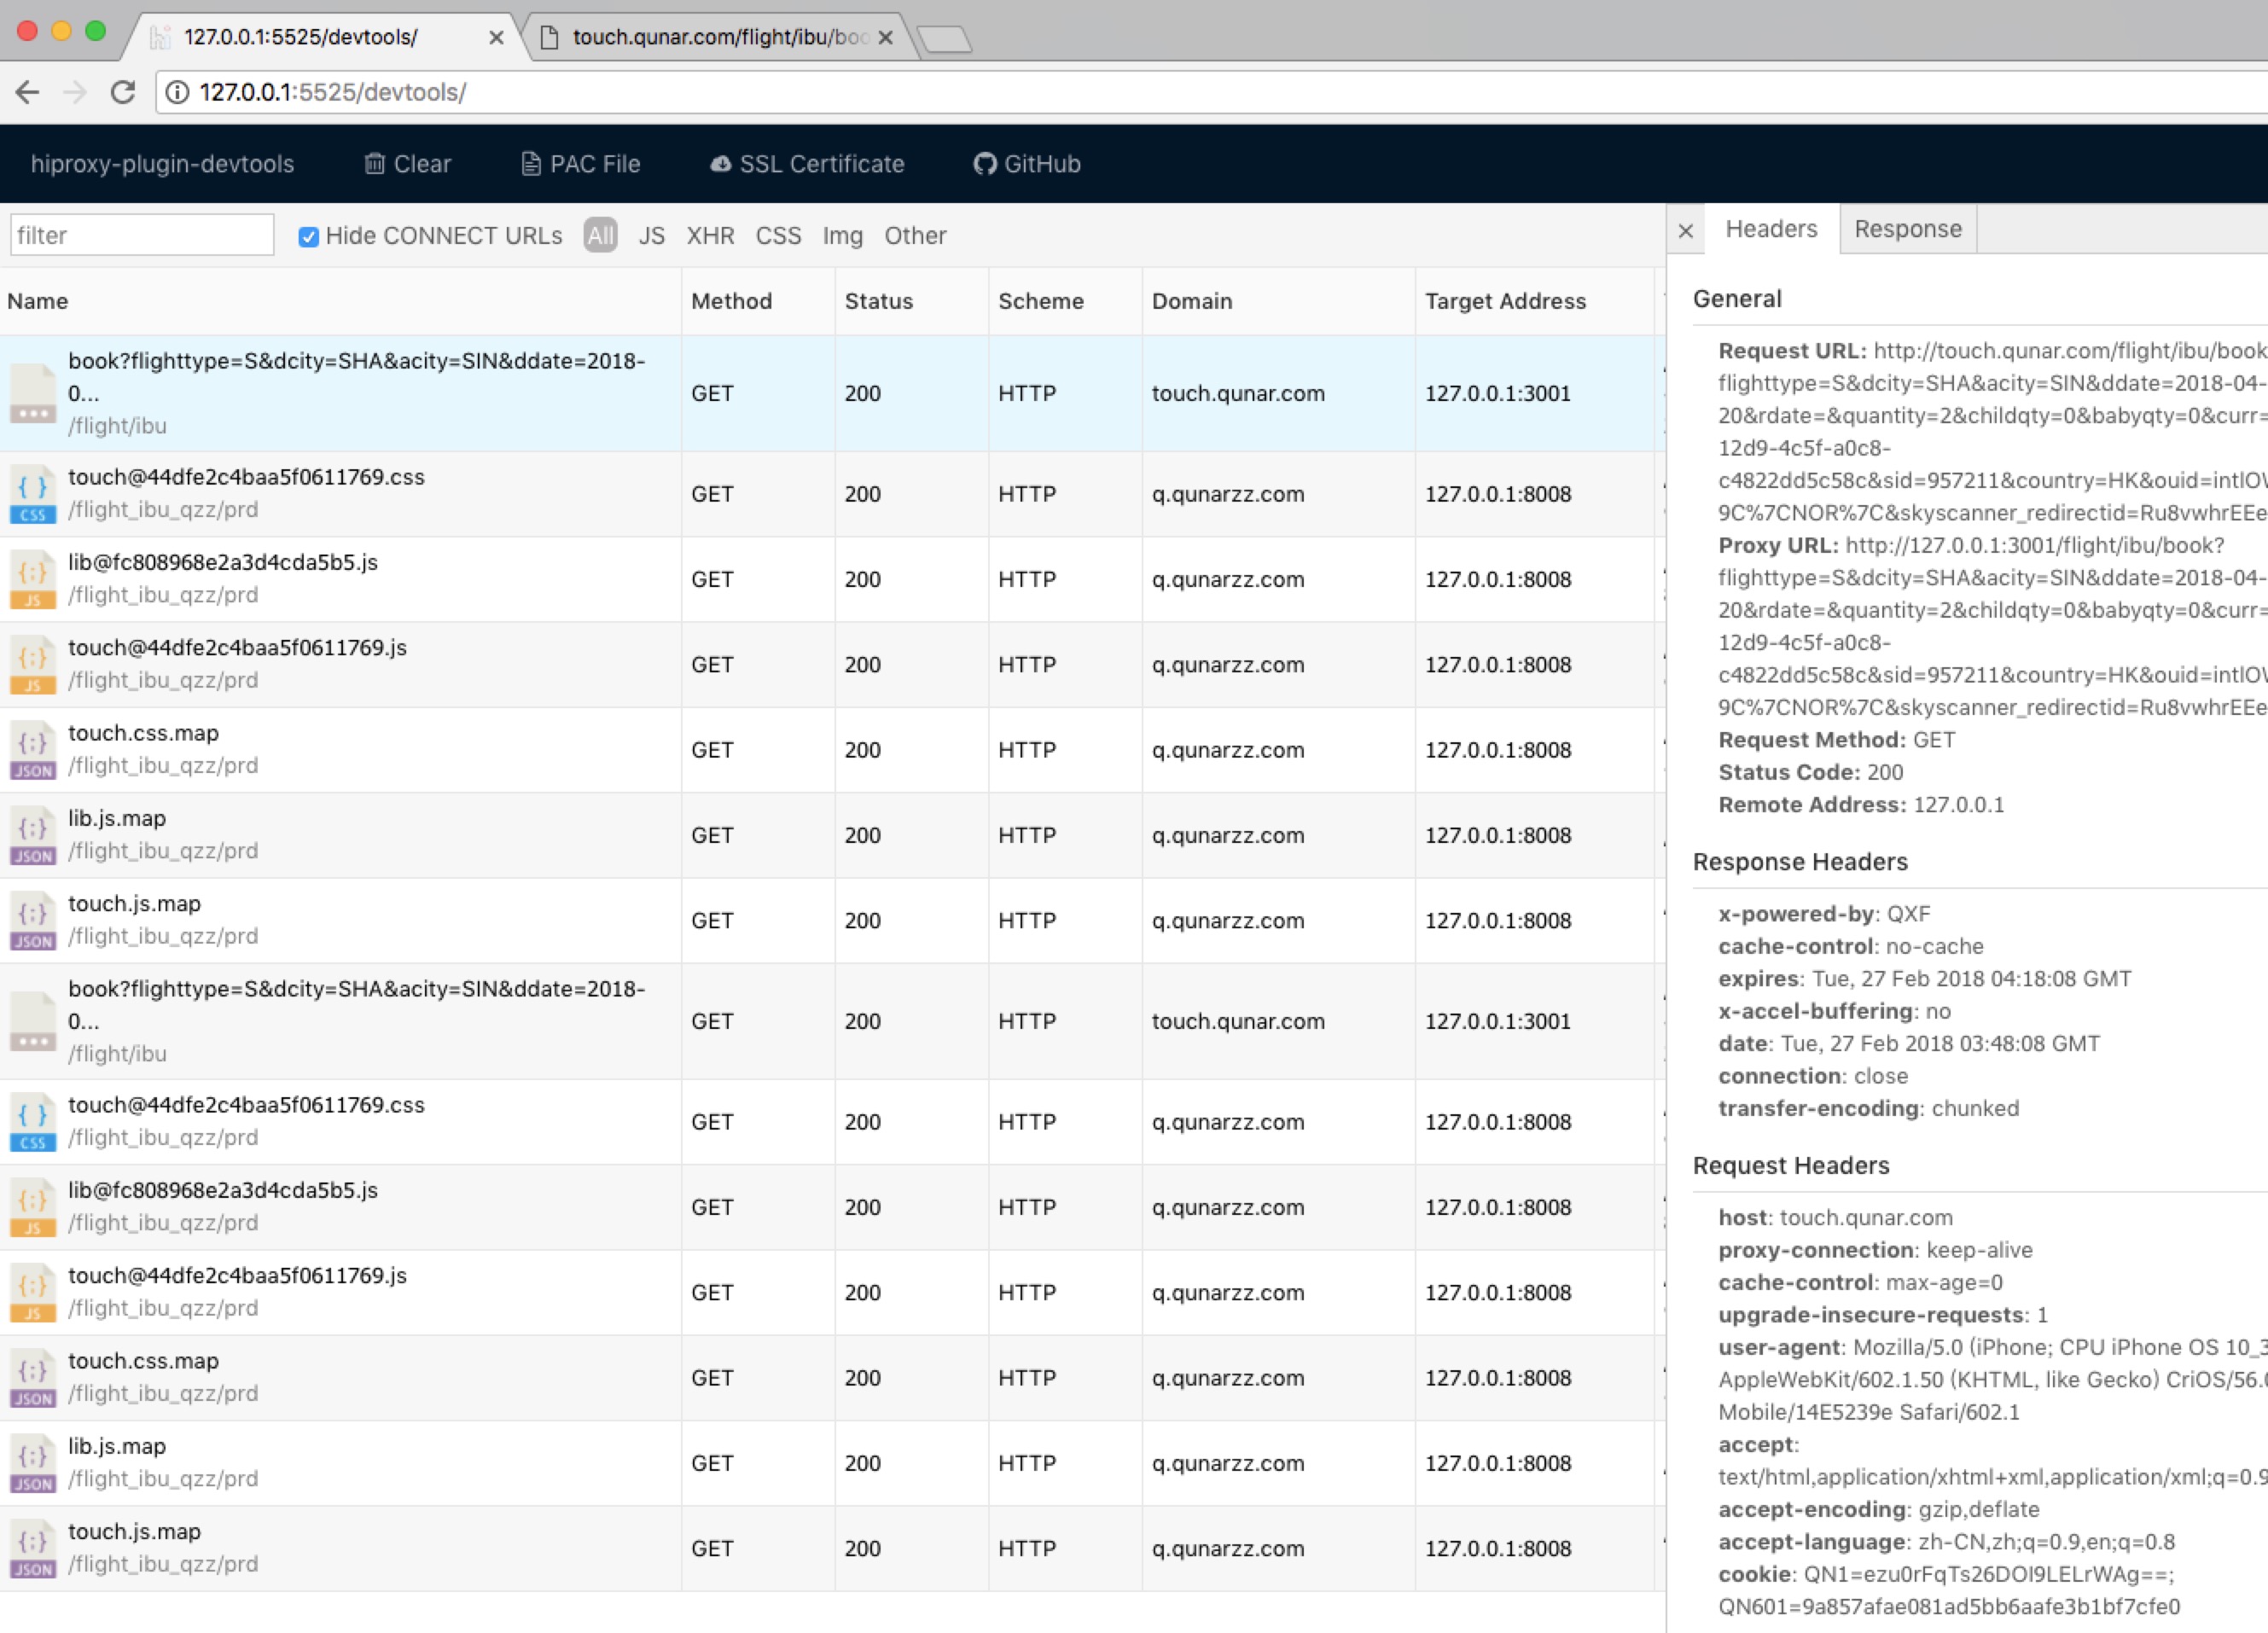 127.0.0.1:5525/devtools/
touch.qunar.com/flight/ibu/boo
127.0.0.1:5525/devtools/
hiproxy-plugin-devtools Clear PAC File SSL Certificate GitHub
filter Hide CONNECT URLs All JS XHR CSS Img Other
Name Method Status Scheme Domain Target Address
book?flighttype=S&dcity=SHA&acity=SIN&ddate=2018-
0...
/flight/ibu
GET 200 HTTP touch.qunar.com 127.0.0.1:3001
touch@44dfe2c4baa5f0611769.css
/flight_ibu_qzz/prd
CSS
GET 200 HTTP q.qunarzz.com 127.0.0.1:8008
lib@fc808968e2a3d4cda5b5.js
/flight_ibu_qzz/prd
JS
GET 200 HTTP q.qunarzz.com 127.0.0.1:8008
touch@44dfe2c4baa5f0611769.js
/flight_ibu_qzz/prd
JS
GET 200 HTTP q.qunarzz.com 127.0.0.1:8008
touch.css.map
/flight_ibu_qzz/prd
JSON
GET 200 HTTP q.qunarzz.com 127.0.0.1:8008
lib.js.map
/flight_ibu_qzz/prd
JSON
GET 200 HTTP q.qunarzz.com 127.0.0.1:8008
touch.js.map
/flight_ibu_qzz/prd
JSON
GET 200 HTTP q.qunarzz.com 127.0.0.1:8008
book?flighttype=S&dcity=SHA&acity=SIN&ddate=2018-
0...
/flight/ibu
GET 200 HTTP touch.qunar.com 127.0.0.1:3001
touch@44dfe2c4baa5f0611769.css
/flight_ibu_qzz/prd
CSS
GET 200 HTTP q.qunarzz.com 127.0.0.1:8008
lib@fc808968e2a3d4cda5b5.js
/flight_ibu_qzz/prd
JS
GET 200 HTTP q.qunarzz.com 127.0.0.1:8008
touch@44dfe2c4baa5f0611769.js
/flight_ibu_qzz/prd
JS
GET 200 HTTP q.qunarzz.com 127.0.0.1:8008
touch.css.map
/flight_ibu_qzz/prd
JSON
GET 200 HTTP q.qunarzz.com 127.0.0.1:8008
lib.js.map
/flight_ibu_qzz/prd
JSON
GET 200 HTTP q.qunarzz.com 127.0.0.1:8008
touch.js.map
/flight_ibu_qzz/prd
JSON
GET 200 HTTP q.qunarzz.com 127.0.0.1:8008
Headers Response
General
Request URL: http://touch.qunar.com/flight/ibu/book
flighttype=S&dcity=SHA&acity=SIN&ddate=2018-04-
20&rdate=&quantity=2&childqty=0&babyqty=0&curr=
12d9-4c5f-a0c8-
c4822dd5c58c&sid=957211&country=HK&ouid=intlOW
9C%7CNOR%7C&skyscanner_redirectid=Ru8vwhrEEe
Proxy URL: http://127.0.0.1:3001/flight/ibu/book?
flighttype=S&dcity=SHA&acity=SIN&ddate=2018-04-
20&rdate=&quantity=2&childqty=0&babyqty=0&curr=
12d9-4c5f-a0c8-
c4822dd5c58c&sid=957211&country=HK&ouid=intlOW
9C%7CNOR%7C&skyscanner_redirectid=Ru8vwhrEEe
Request Method: GET
Status Code: 200
Remote Address: 127.0.0.1
Response Headers
x-powered-by: QXF
cache-control: no-cache
expires: Tue, 27 Feb 2018 04:18:08 GMT
x-accel-buffering: no
date: Tue, 27 Feb 2018 03:48:08 GMT
connection: close
transfer-encoding: chunked
Request Headers
host: touch.qunar.com
proxy-connection: keep-alive
cache-control: max-age=0
upgrade-insecure-requests: 1
user-agent: Mozilla/5.0 (iPhone; CPU iPhone OS 10_3
AppleWebKit/602.1.50 (KHTML, like Gecko) CriOS/56.0
Mobile/14E5239e Safari/602.1
accept:
text/html,application/xhtml+xml,application/xml;q=0.9
accept-encoding: gzip,deflate
accept-language: zh-CN,zh;q=0.9,en;q=0.8
cookie: QN1=ezu0rFqTs26DOI9LELrWAg==;
QN601=9a857afae081ad5bb6aafe3b1bf7cfe0